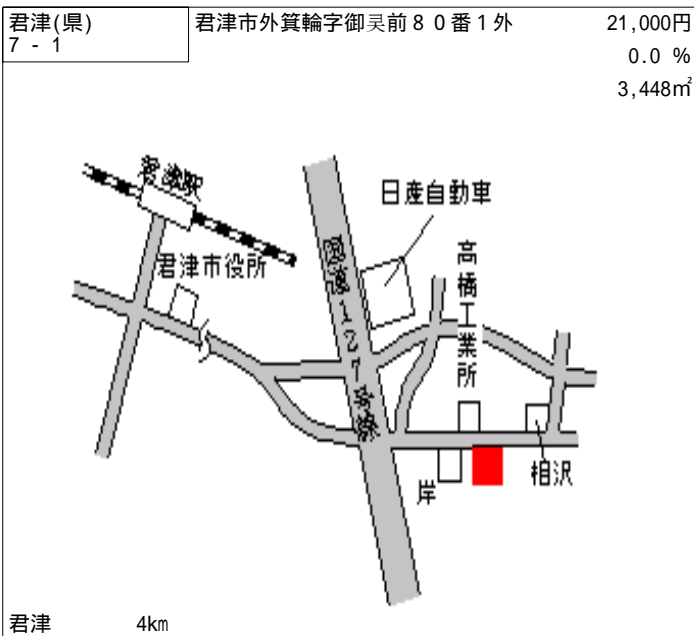 君津(県)
7 - 1
君津市外箕輪字御灵前８０番１外
21,000円
0.0 %
3,448㎡
君津駅
日産自動車
君津市役所
国道127号線
高橋工業所
相沢
岸
君津 4km